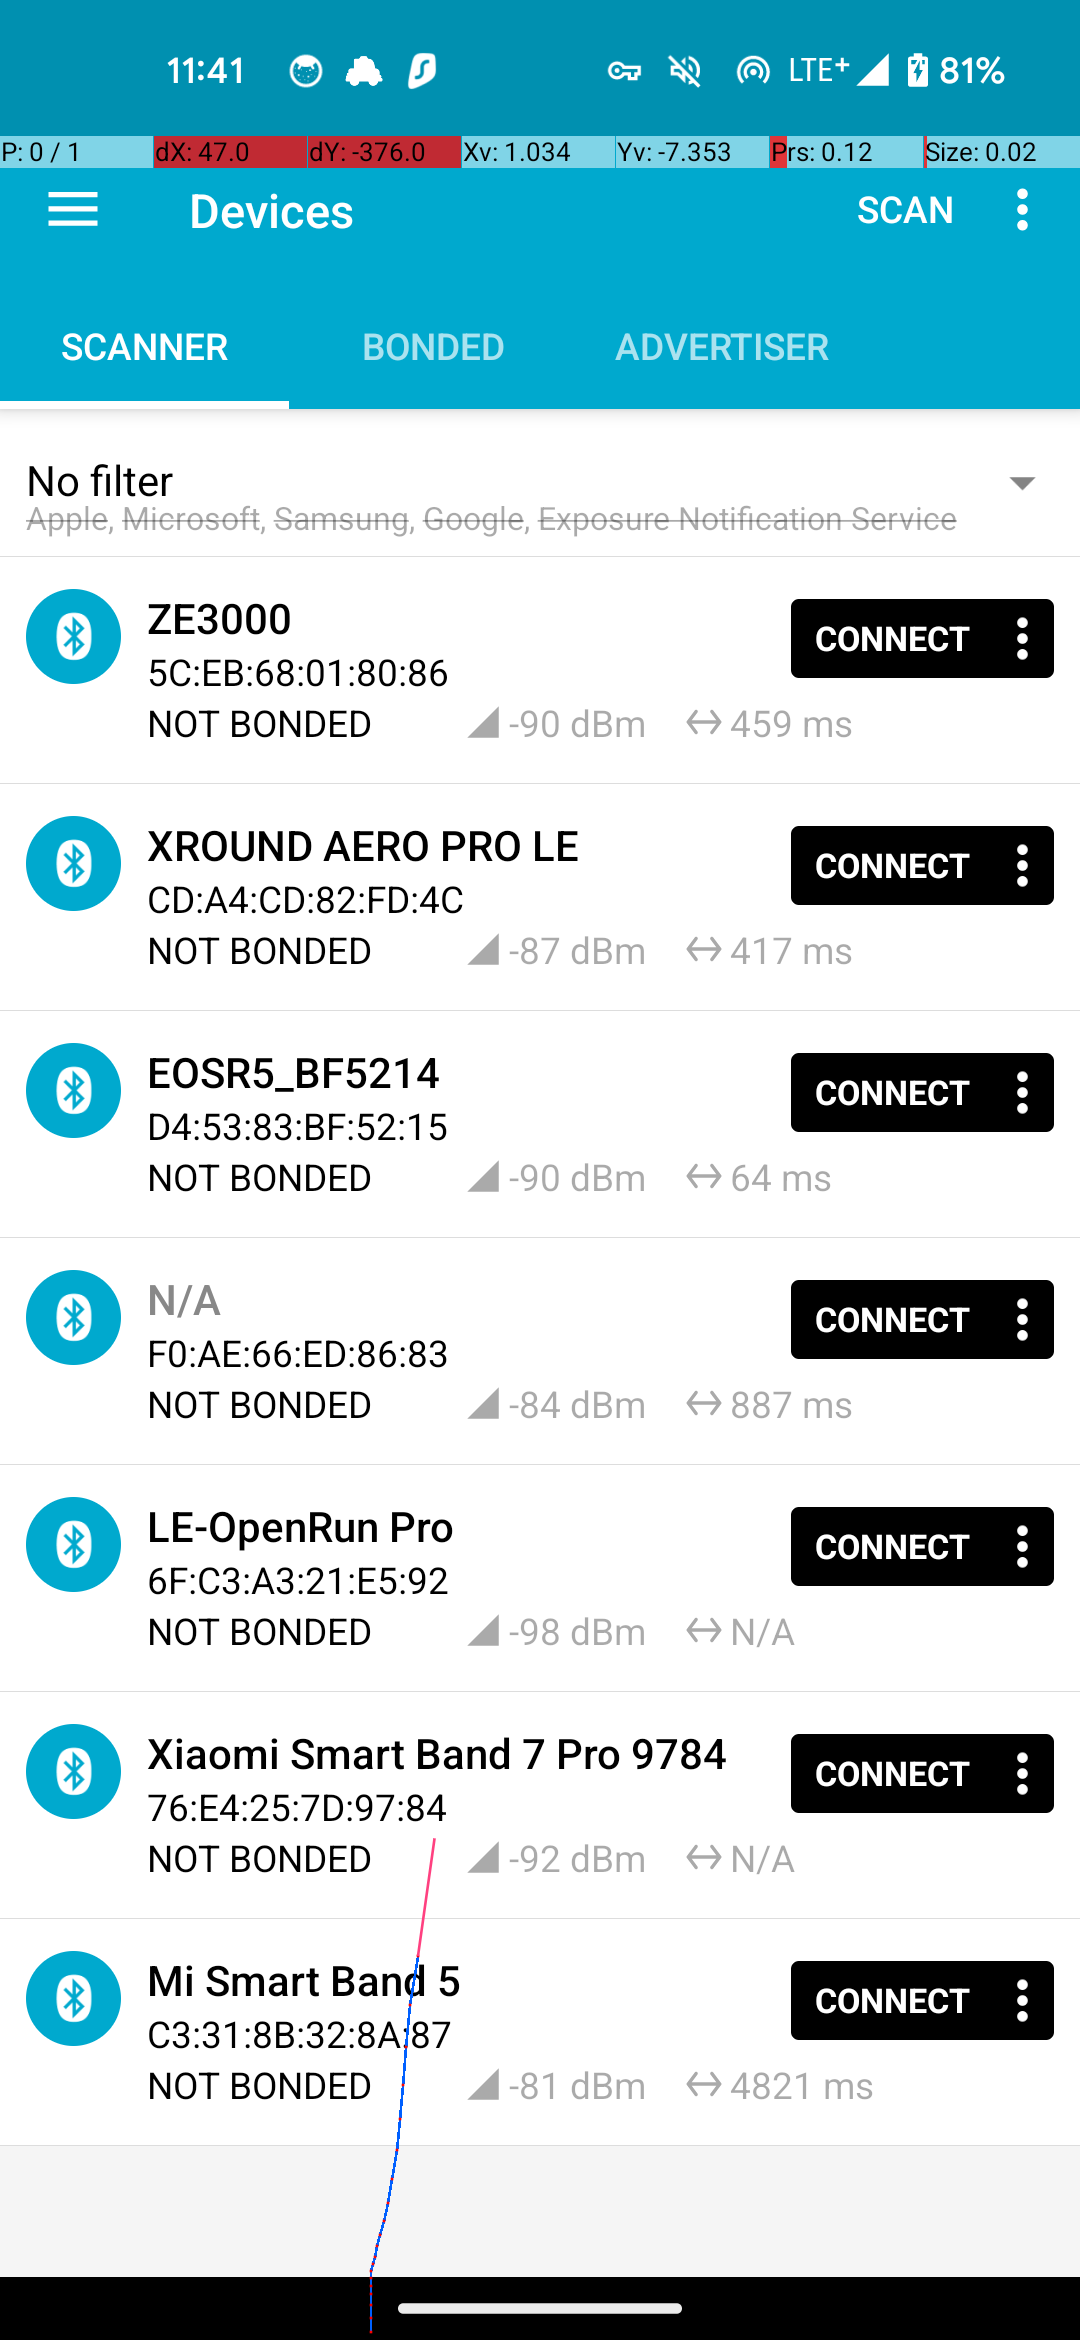 11:41 LTE+ 81%
P: 0 / 1 dX: 47.0 dY: -376.0 Xv: 1.034 Yv: -7.353 Prs: 0.12 Size: 0.02
Devices SCAN
SCANNER BONDED ADVERTISER
No filter
Apple, Microsoft, Samsung, Google, Exposure Notification Service
ZE3000 CONNECT
5C:EB:68:01:80:86
NOT BONDED -90 dBm 459 ms
XROUND AERO PRO LE CONNECT
CD:A4:CD:82:FD:4C
NOT BONDED -87 dBm 417 ms
EOSR5_BF5214 CONNECT
D4:53:83:BF:52:15
NOT BONDED -90 dBm 64 ms
N/A CONNECT
F0:AE:66:ED:86:83
NOT BONDED -84 dBm 887 ms
LE-OpenRun Pro CONNECT
6F:C3:A3:21:E5:92
NOT BONDED -98 dBm N/A
Xiaomi Smart Band 7 Pro 9784 CONNECT
76:E4:25:7D:97:84
NOT BONDED -92 dBm N/A
Mi Smart Band 5 CONNECT
C3:31:8B:32:8A:87
NOT BONDED -81 dBm 4821 ms